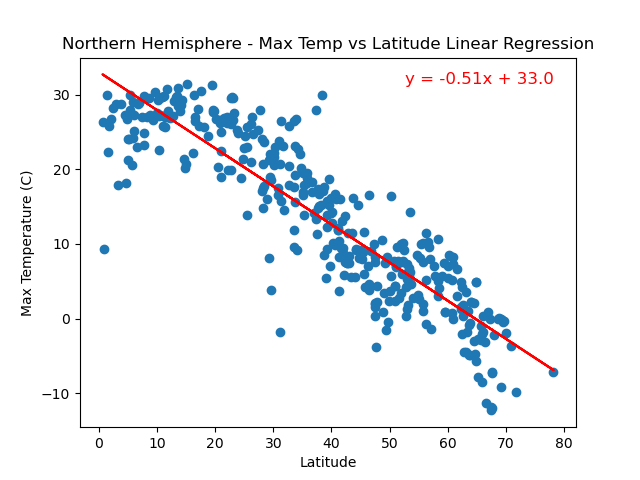 Northern Hemisphere - Max Temp vs Latitude Linear Regression
y = -0.51x + 33.0
Max Temperature (C)
30
20
10
0
−10
0 10 20 30 40 50 60 70 80
Latitude